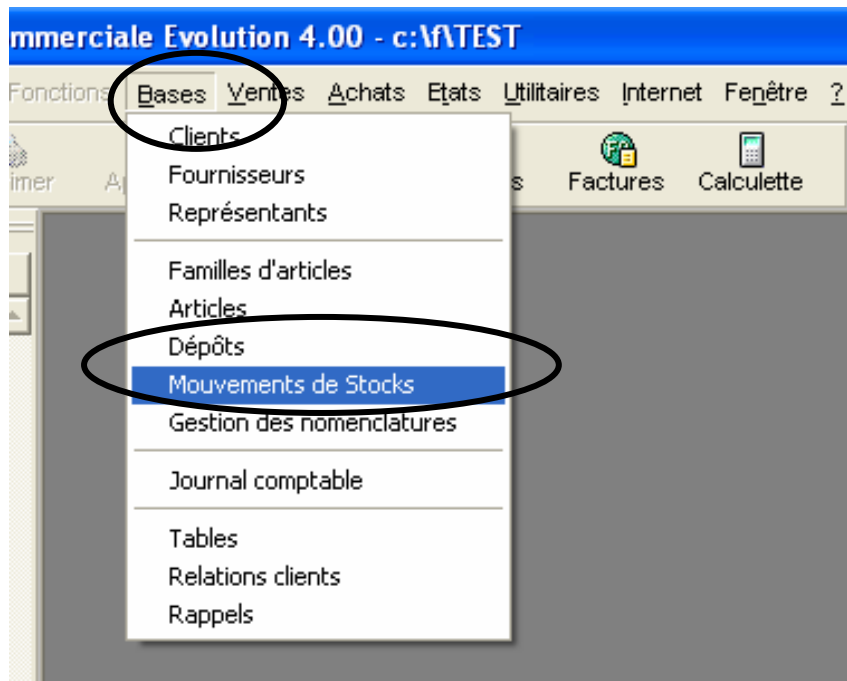 mmerciale Evolution 4.00 - c:\f\TEST
Fonctions Bases Ventes Achats Etats Utilitaires Internet Fenêtre ?
imer Factures Calculette
Clients
Fournisseurs
Représentants
Familles d'articles
Articles
Dépôts
Mouvements de Stocks
Gestion des nomenclatures
Journal comptable
Tables
Relations clients
Rappels